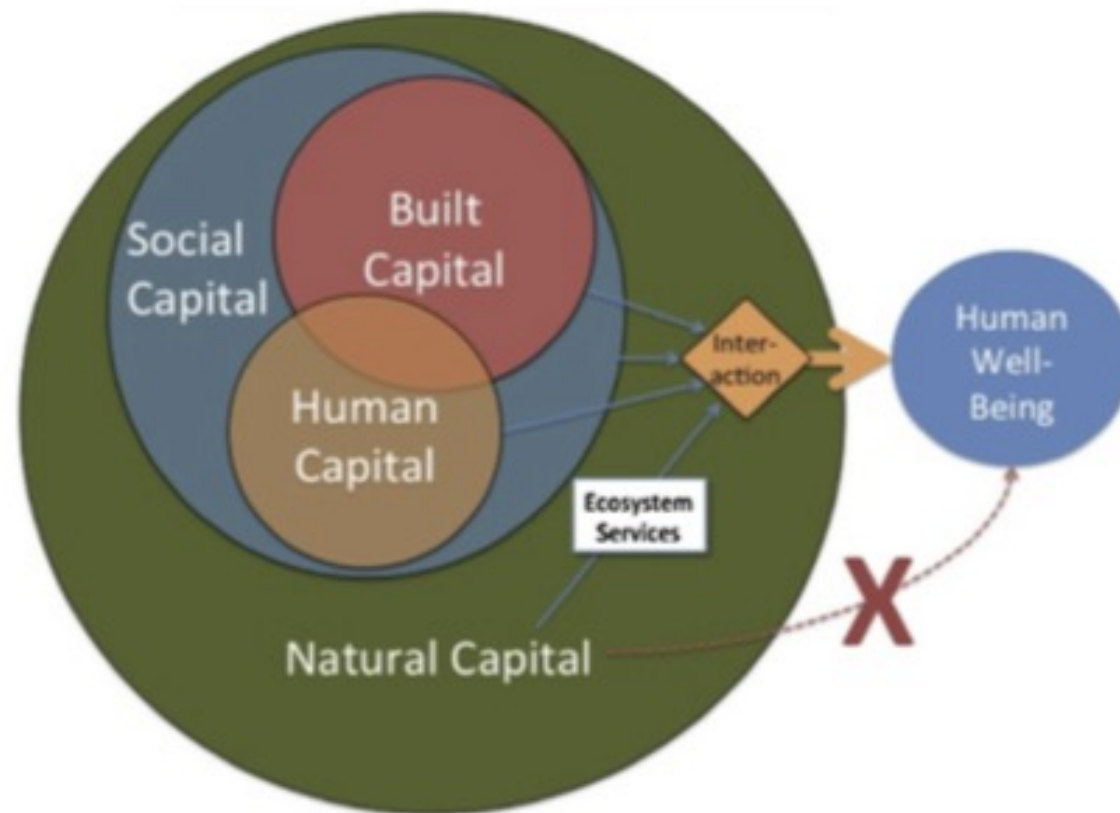 Built
Capital
Social
Capital
Human
Capital
Inter-
action
Human
Well-
Being
Ecosystem
Services
X
Natural Capital